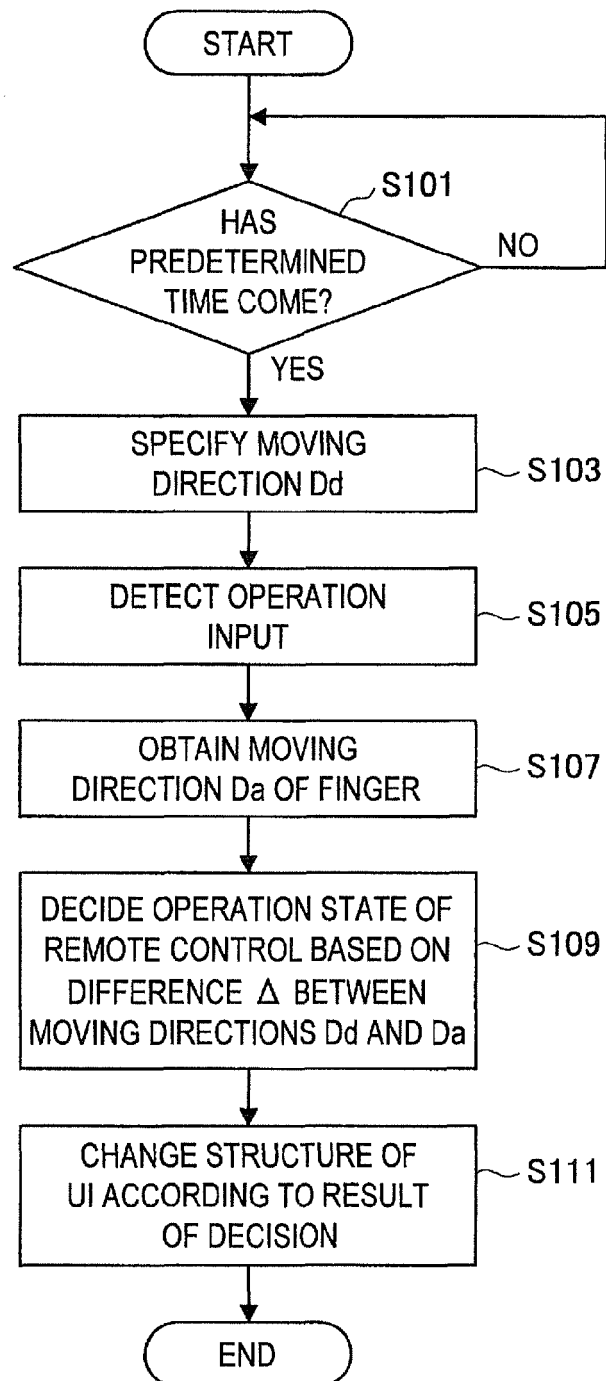 START
S101
HAS
PREDETERMINED
TIME COME?
NO
YES
SPECIFY MOVING
DIRECTION Dd
S103
DETECT OPERATION
INPUT
S105
OBTAIN MOVING
DIRECTION Da OF FINGER
S107
DECIDE OPERATION STATE OF
REMOTE CONTROL BASED ON
DIFFERENCE Δ BETWEEN
MOVING DIRECTIONS Dd AND Da
S109
CHANGE STRUCTURE OF
UI ACCORDING TO RESULT
OF DECISION
S111
END